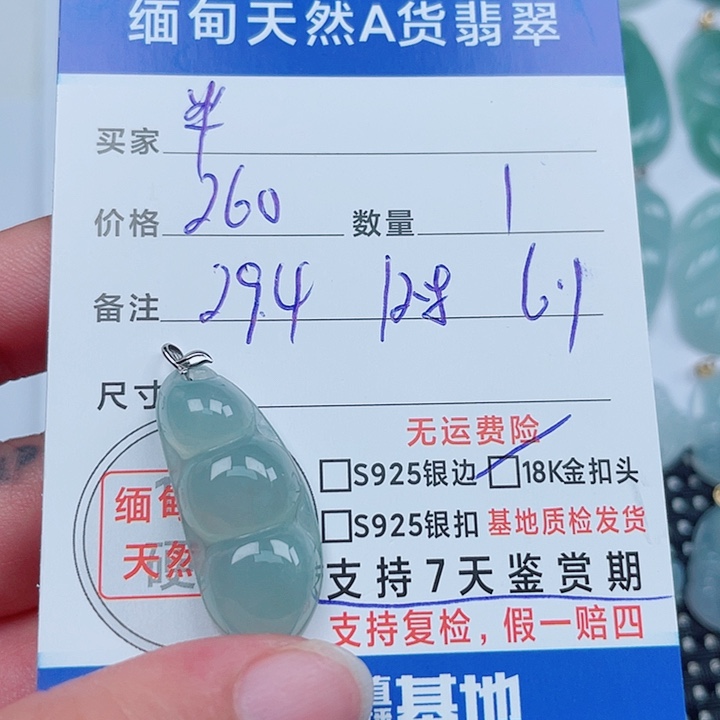 缅甸天然A货翡翠
买家 半
价格 260 数量 1
备注 29.4 12.8 6.1
尺寸
无运费险
□S925银边 □18K金扣头
□S925银扣 基地质检发货
缅甸
天然
支持7天鉴赏期
支持复检，假一赔四
基地